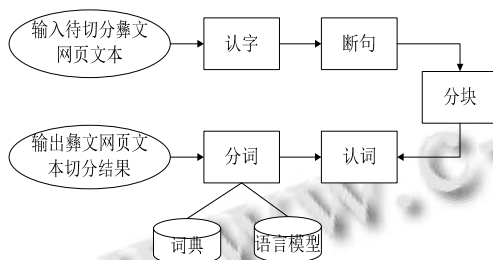 输入待切分彝文
网页文本
认字
断句
分块
输出彝文网页文
本切分结果
分词
认词
词典
语言模型
www.c